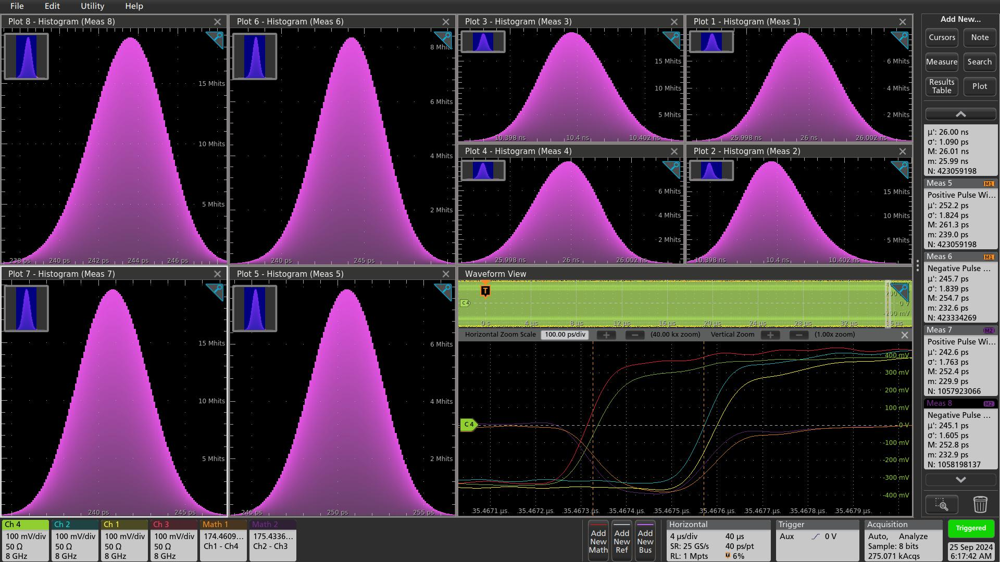 File Edit Utility Help
Plot 8 - Histogram (Meas 8)
15 Mhits
10 Mhits
5 Mhits
238 ps 240 ps 242 ps 244 ps 246 ps
Plot 6 - Histogram (Meas 6)
8 Mhits
6 Mhits
4 Mhits
2 Mhits
240 ps 245 ps
Plot 3 - Histogram (Meas 3)
15 Mhits
10 Mhits
5 Mhits
10.398 ns 10.4 ns 10.402 ns
Plot 1 - Histogram (Meas 1)
6 Mhits
4 Mhits
2 Mhits
25.998 ns 26 ns 26.002 ns
Plot 4 - Histogram (Meas 4)
6 Mhits
4 Mhits
2 Mhits
25.998 ns 26 ns 26.002 ns
Plot 2 - Histogram (Meas 2)
15 Mhits
10 Mhits
5 Mhits
10.398 ns 10.4 ns 10.402 ns
Plot 7 - Histogram (Meas 7)
15 Mhits
10 Mhits
5 Mhits
240 ps 245 ps
Plot 5 - Histogram (Meas 5)
6 Mhits
4 Mhits
2 Mhits
245 ps 250 ps 255 ps
Waveform View
T
C4
200
0 V
-200 mV
0 s 4 µs 8 µs 12 µs 16 µs 20 µs 24 µs 28 µs 32 µs 36 µs
Horizontal Zoom Scale 100.00 ps/div + − (40.00 kx zoom) Vertical Zoom + − (1.00x zoom)
400 mV
300 mV
200 mV
100 mV
C 4
0 V
-100 mV
-200 mV
-300 mV
-400 mV
35.4671 µs 35.4672 µs 35.4673 µs 35.4674 µs 35.4675 µs 35.4676 µs 35.4677 µs 35.4678 µs 35.4679 µs
Add New...
Cursors Note
Measure Search
Results
Table
Plot
µ': 26.00 ns
σ': 1.090 ps
M: 26.01 ns
m: 25.99 ns
N: 423059198
Meas 5 M1
Positive Pulse Wi...
µ': 252.2 ps
σ': 1.824 ps
M: 261.3 ps
m: 239.0 ps
N: 423059198
Meas 6 M1
Negative Pulse ...
µ': 245.7 ps
σ': 1.839 ps
M: 254.7 ps
m: 232.6 ps
N: 423334269
Meas 7 M2
Positive Pulse Wi...
µ': 242.6 ps
σ': 1.763 ps
M: 252.4 ps
m: 229.9 ps
N: 1057923066
Meas 8 M2
Negative Pulse ...
µ': 245.1 ps
σ': 1.605 ps
M: 252.8 ps
m: 232.9 ps
N: 1058198137
Ch 4
100 mV/div
50 Ω
8 GHz
Ch 2
100 mV/div
50 Ω
8 GHz
Ch 1
100 mV/div
50 Ω
8 GHz
Ch 3
100 mV/div
50 Ω
8 GHz
Math 1
174.4609...
Ch1 - Ch4
Math 2
175.4336...
Ch2 - Ch3
Add
New
Math
Add
New
Ref
Add
New
Bus
Horizontal
4 µs/div 40 µs
SR: 25 GS/s 40 ps/pt
RL: 1 Mpts T 6%
Trigger
Aux 0 V
Acquisition
Auto, Analyze
Sample: 8 bits
275.071 kAcqs
Triggered
25 Sep 2024
6:17:42 AM